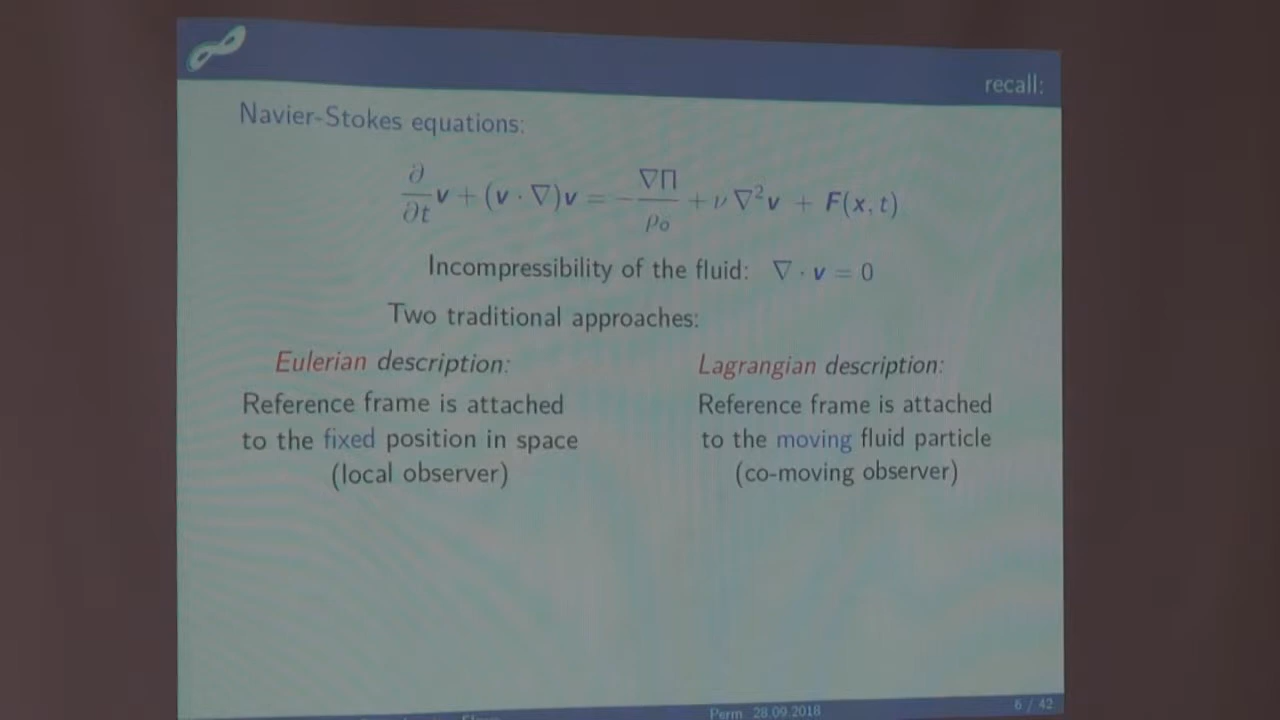 recall:
Navier-Stokes equations:
∂/∂t v + (v · ∇)v = − ∇Π/ρ₀ + ν ∇²v + F(x, t)
Incompressibility of the fluid: ∇ · v = 0
Two traditional approaches:
Eulerian description:
Reference frame is attached
to the fixed position in space
(local observer)
Lagrangian description:
Reference frame is attached
to the moving fluid particle
(co-moving observer)
Perm 28.09.2018
6 / 42